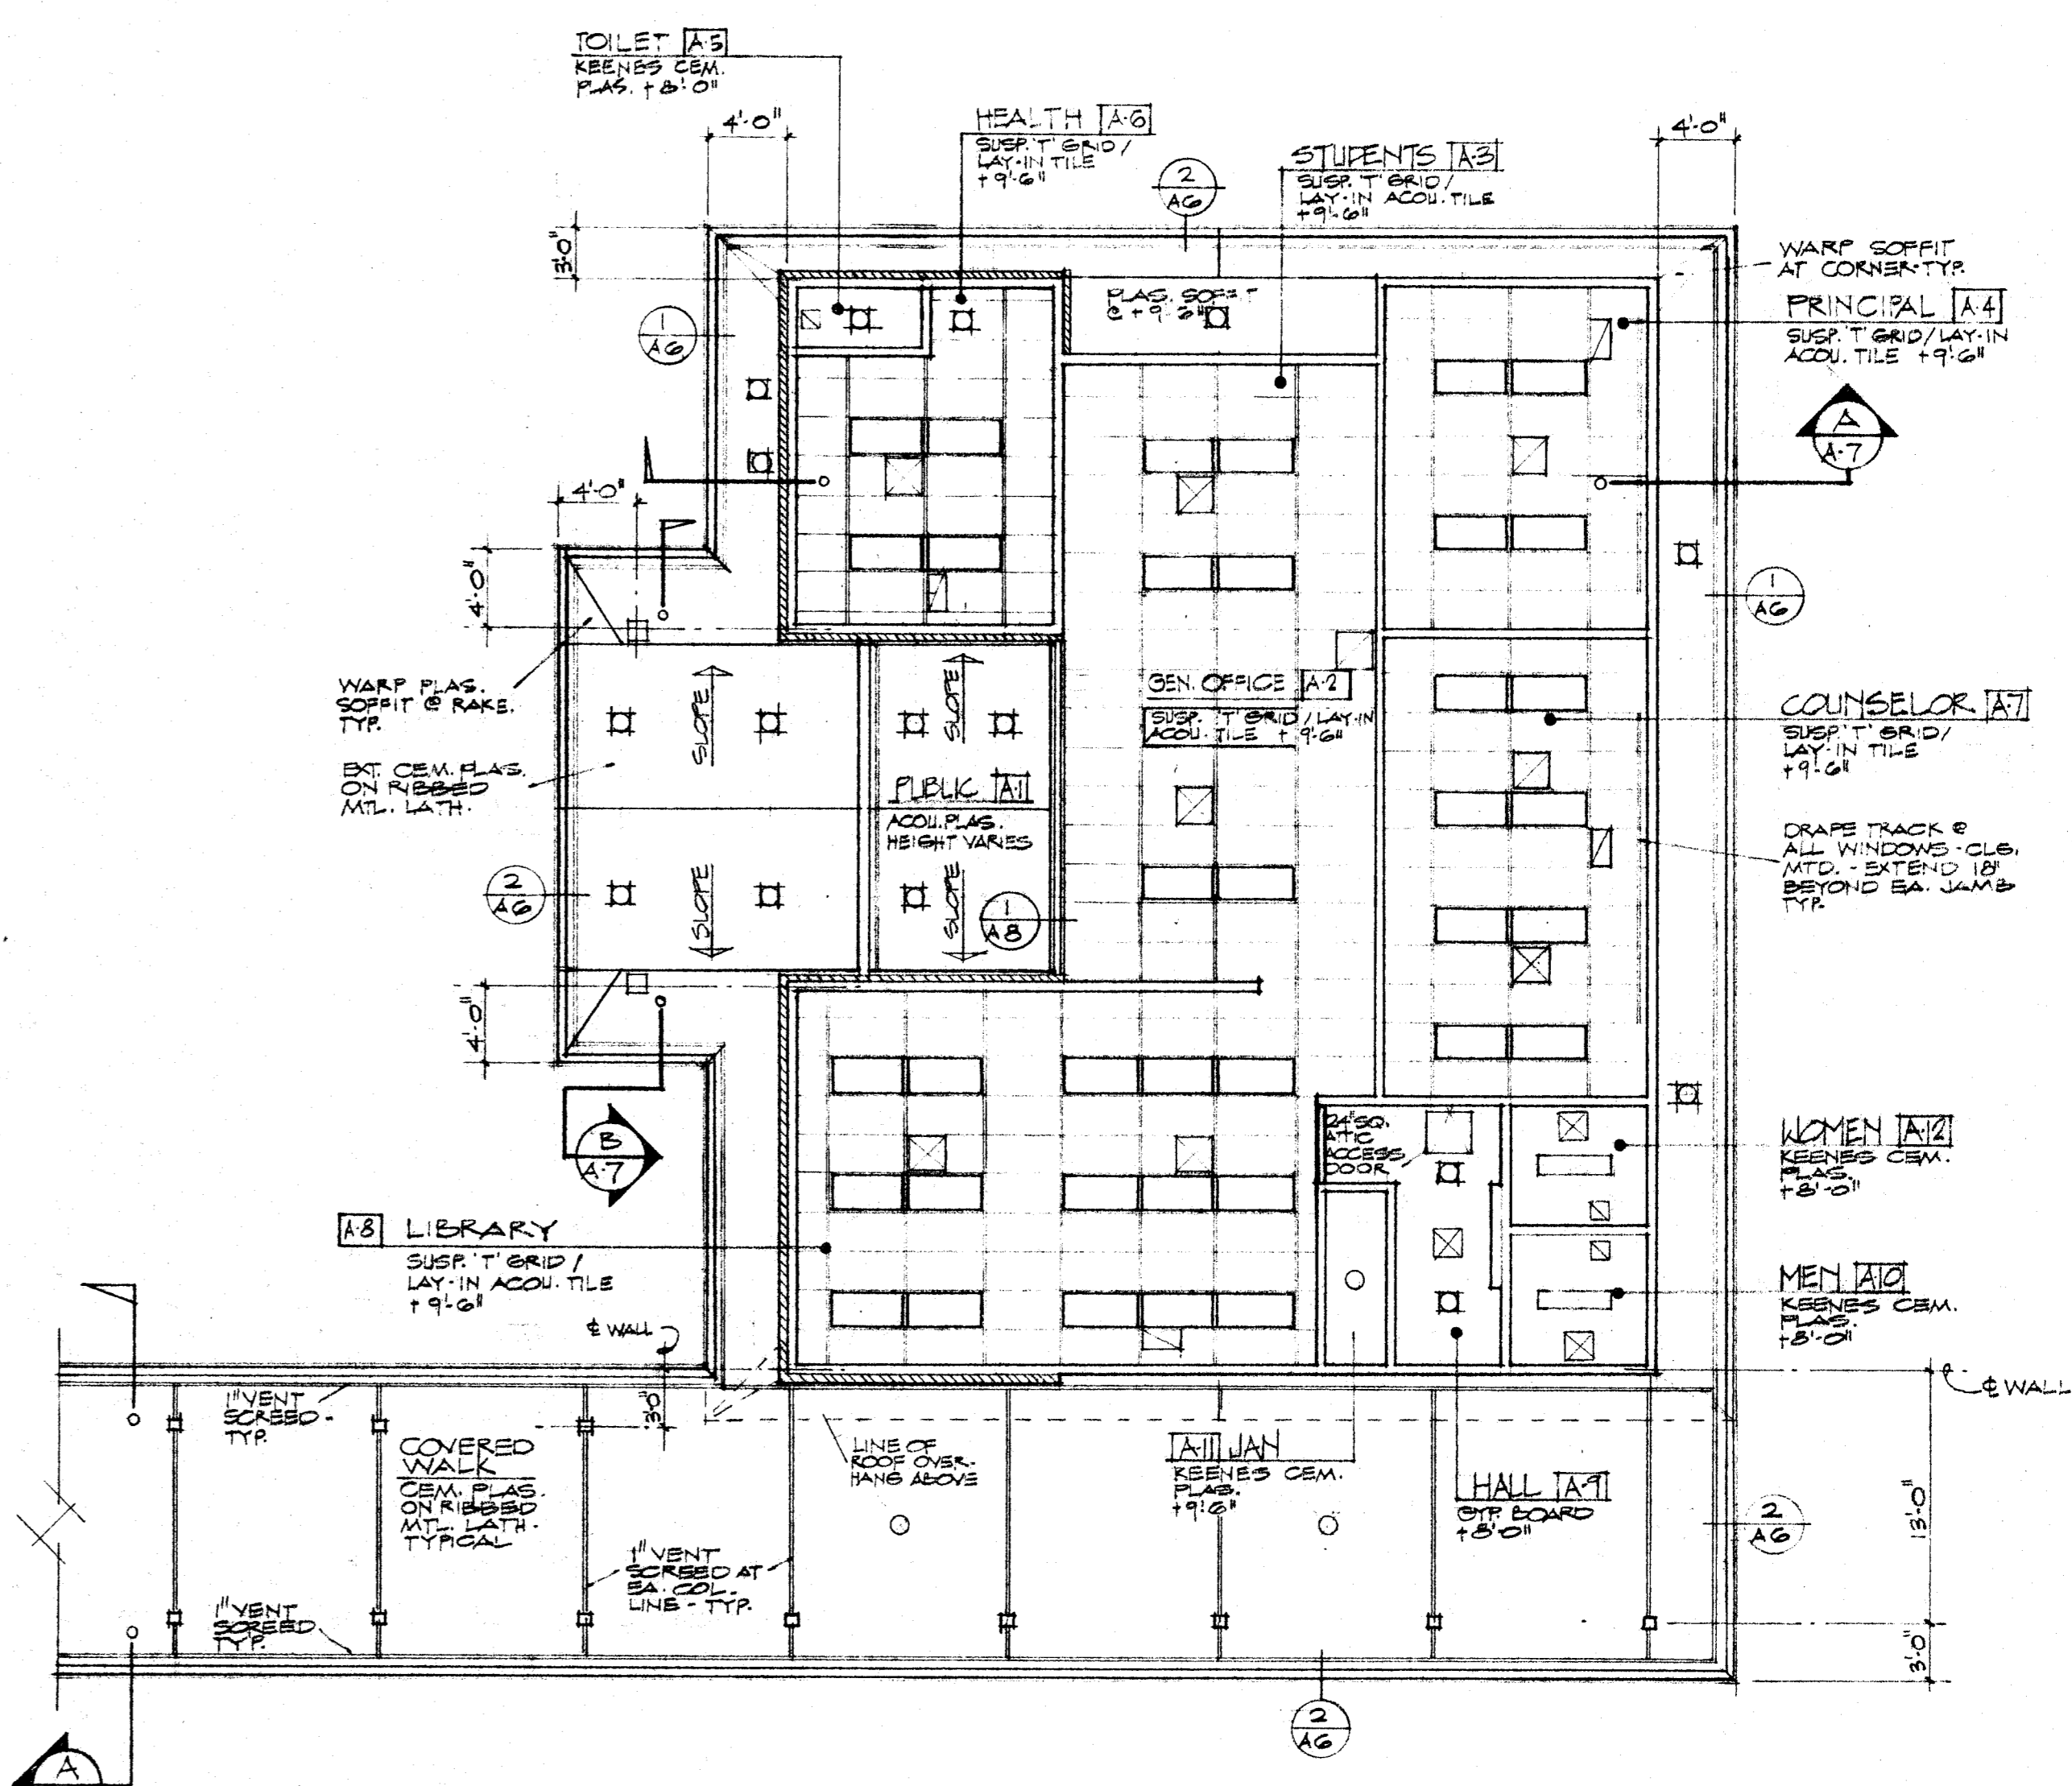 TOILET A-5
KEENES CEM.
PLAS. +8'-0"
4'-0"
HEALTH A-6
SUSP. 'T' GRID/
LAY-IN TILE
+9'-6"
2
A6
STUDENTS A-3
SUSP. 'T' GRID/
LAY-IN ACOU. TILE
+9'-6"
4'-0"
3'-0"
WARP SOFFIT
AT CORNER-TYP.
PRINCIPAL A-4
SUSP. 'T' GRID/LAY-IN
ACOU. TILE +9'-6"
PLAS. SOFFIT
@ +9'-6"
1
A6
A
A-7
4'-0"
4'-0"
1
A6
WARP PLAS.
SOFFIT @ RAKE.
TYP.
SLOPE
SLOPE
GEN. OFFICE A-2
SUSP. 'T' GRID/LAY-IN
ACOU. TILE +9'-6"
COUNSELOR A-7
SUSP. 'T' GRID/
LAY-IN TILE
+9'-6"
EXT. CEM. PLAS.
ON RIBBED
MTL. LATH.
PUBLIC A-1
ACOU. PLAS.
HEIGHT VARIES
DRAPE TRACK @
ALL WINDOWS - CLG.
MTD. - EXTEND 18"
BEYOND EA. JAMB
TYP.
2
A6
SLOPE
SLOPE
1
A8
4'-0"
B
A-7
24" SQ.
ATTIC
ACCESS
DOOR
WOMEN A-12
KEENES CEM.
PLAS.
+8'-0"
A-8 LIBRARY
SUSP. 'T' GRID/
LAY-IN ACOU. TILE
+9'-6"
MEN A-10
KEENES CEM.
PLAS.
+8'-0"
℄ WALL
3'-0"
℄ WALL
1" VENT
SCREED -
TYP.
COVERED
WALK
CEM. PLAS.
ON RIBBED
MTL. LATH -
TYPICAL
LINE OF
ROOF OVER-
HANG ABOVE
A-11 JAN
KEENES CEM.
PLAS.
+9'-6"
HALL A-9
GYP. BOARD
+8'-0"
2
A6
13'-0"
1" VENT
SCREED AT
EA. COL.
LINE - TYP.
1" VENT
SCREED
TYP.
3'-0"
2
A6
A